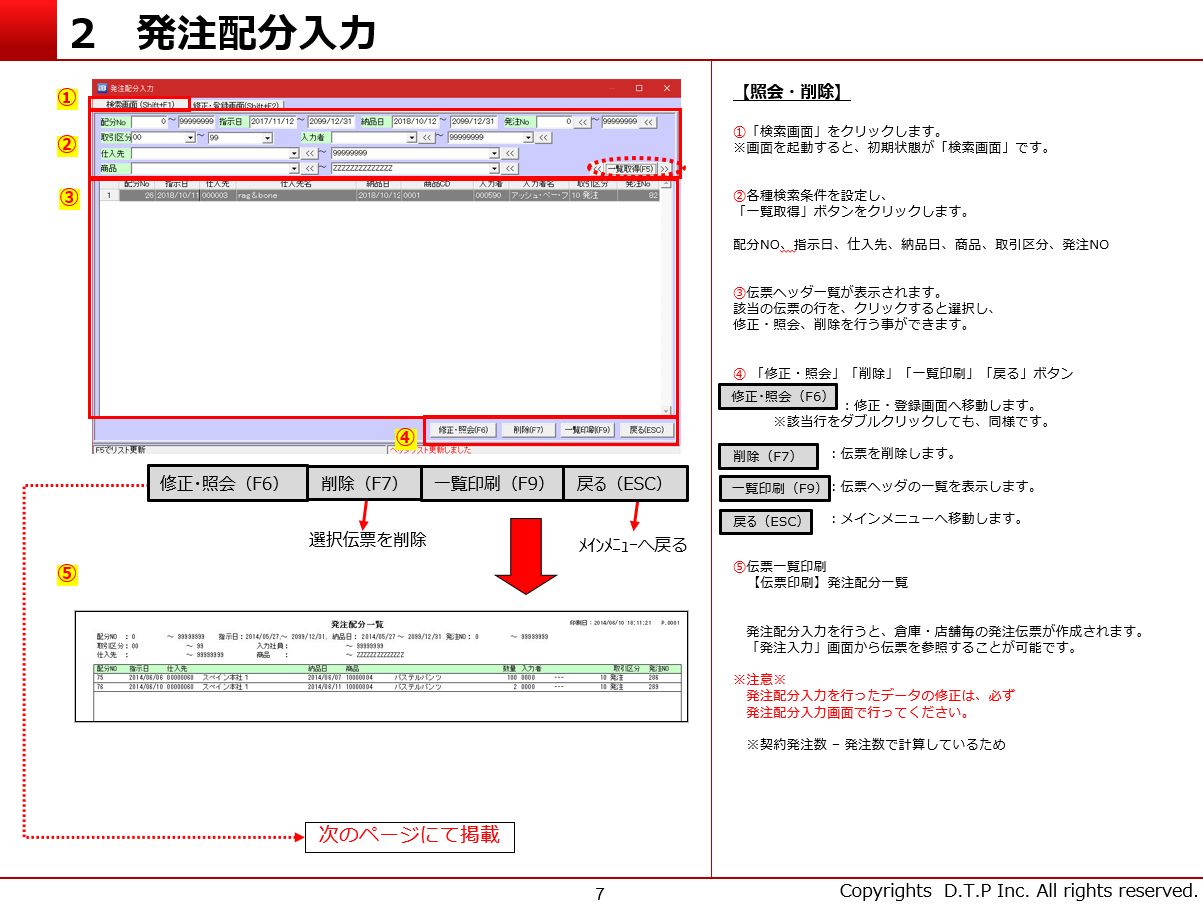 2 発注配分入力
①
発注配分入力
検索画面 (Shift+F1) 修正・登録画面(Shift+F2)
②
配分No 0 ～ 99999999 指示日 2017/11/12 ～ 2099/12/31 納品日 2018/10/12 ～ 2099/12/31 発注No 0 << ～ 99999999 <<
取引区分 00 ～ 99 入力者 << ～ 99999999 <<
仕入先 << ～ 99999999 <<
商品 << ～ ZZZZZZZZZZZZZ << << 一覧取得(F5) >>
③
配分No 指示日 仕入先 仕入先名 納品日 商品CD 入力者 入力者名 取引区分 発注No
1 26 2018/10/11 000003 rag&bone 2018/10/12 0001 000590 アッシュ・ペー・フ 10 発注 82
④
修正・照会(F6) 削除(F7) 一覧印刷(F9) 戻る(ESC)
F5でリスト更新 ヘッダリスト更新しました
修正・照会（F6） 削除（F7） 一覧印刷（F9） 戻る（ESC）
選択伝票を削除 ﾒｲﾝﾒﾆｭｰへ戻る
⑤
発注配分一覧 印刷日：2014/06/10 10:11:21 P.0001
配分NO ：0 ～ 99999999 指示日：2014/05/27 ～ 2099/12/31, 納品日： 2014/05/27 ～ 2099/12/31 発注NO： 0 ～ 99999999
取引区分：00 ～ 99 入力社員： ～ 99999999
仕入先 ： ～ 99999999 商品 ： ～ ZZZZZZZZZZZZZ
配分NO 指示日 仕入先 納品日 商品 数量 入力者 取引区分 発注NO
75 2014/06/06 00000060 スペイン本社１ 2014/06/07 10000004 パステルパンツ 100 0000 --- 10 発注 286
76 2014/06/10 00000060 スペイン本社１ 2014/06/11 10000004 パステルパンツ 2 0000 --- 10 発注 289
次のページにて掲載
【照会・削除】
①「検索画面」をクリックします。
※画面を起動すると、初期状態が「検索画面」です。
②各種検索条件を設定し、
「一覧取得」ボタンをクリックします。
配分NO、指示日、仕入先、納品日、商品、取引区分、発注NO
③伝票ヘッダ一覧が表示されます。
該当の伝票の行を、クリックすると選択し、
修正・照会、削除を行う事ができます。
④ 「修正・照会」「削除」「一覧印刷」「戻る」ボタン
修正・照会（F6） ：修正・登録画面へ移動します。
※該当行をダブルクリックしても、同様です。
削除（F7） ：伝票を削除します。
一覧印刷（F9） ：伝票ヘッダの一覧を表示します。
戻る（ESC） ：メインメニューへ移動します。
⑤伝票一覧印刷
【伝票印刷】発注配分一覧
発注配分入力を行うと、倉庫・店舗毎の発注伝票が作成されます。
「発注入力」画面から伝票を参照することが可能です。
※注意※
発注配分入力を行ったデータの修正は、必ず
発注配分入力画面で行ってください。
※契約発注数 – 発注数で計算しているため
7
Copyrights D.T.P Inc. All rights reserved.